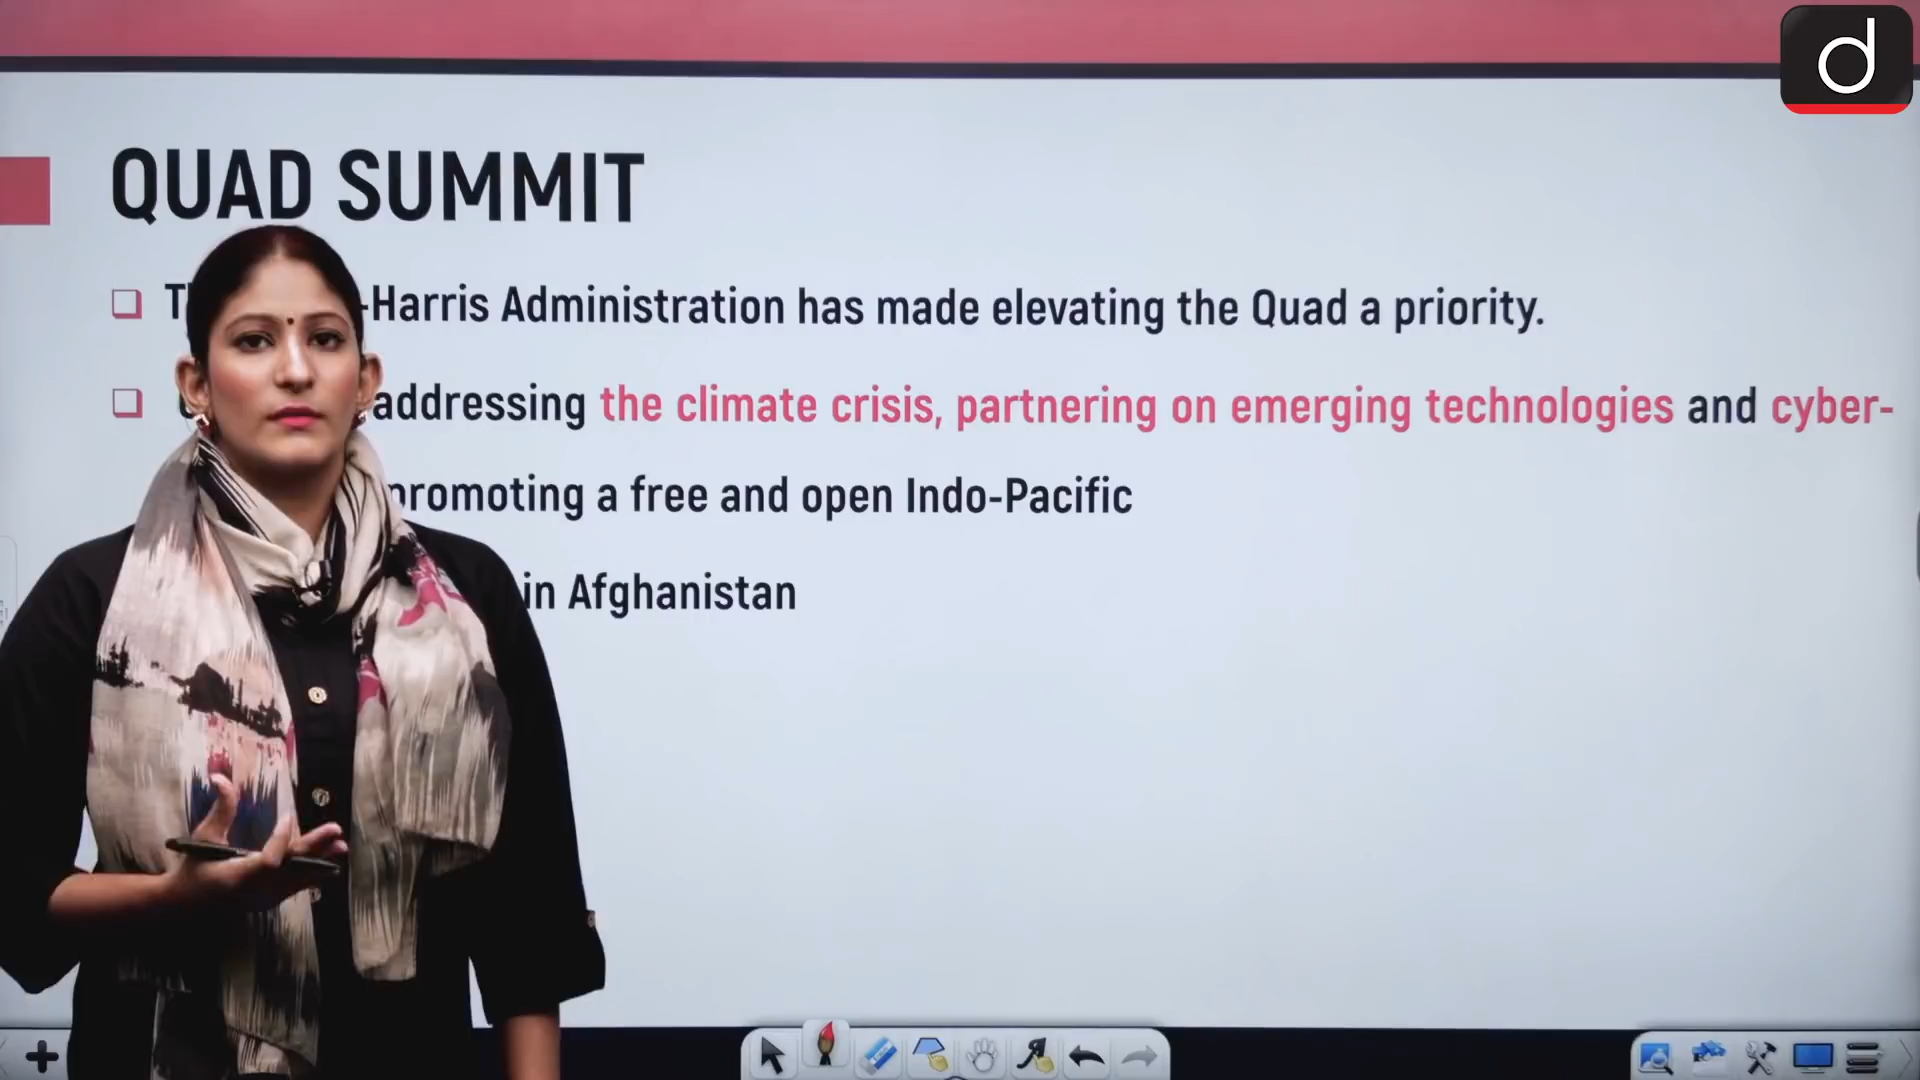 d
QUAD SUMMIT
-Harris Administration has made elevating the Quad a priority.
addressing the climate crisis, partnering on emerging technologies and cyber-
promoting a free and open Indo-Pacific
in Afghanistan